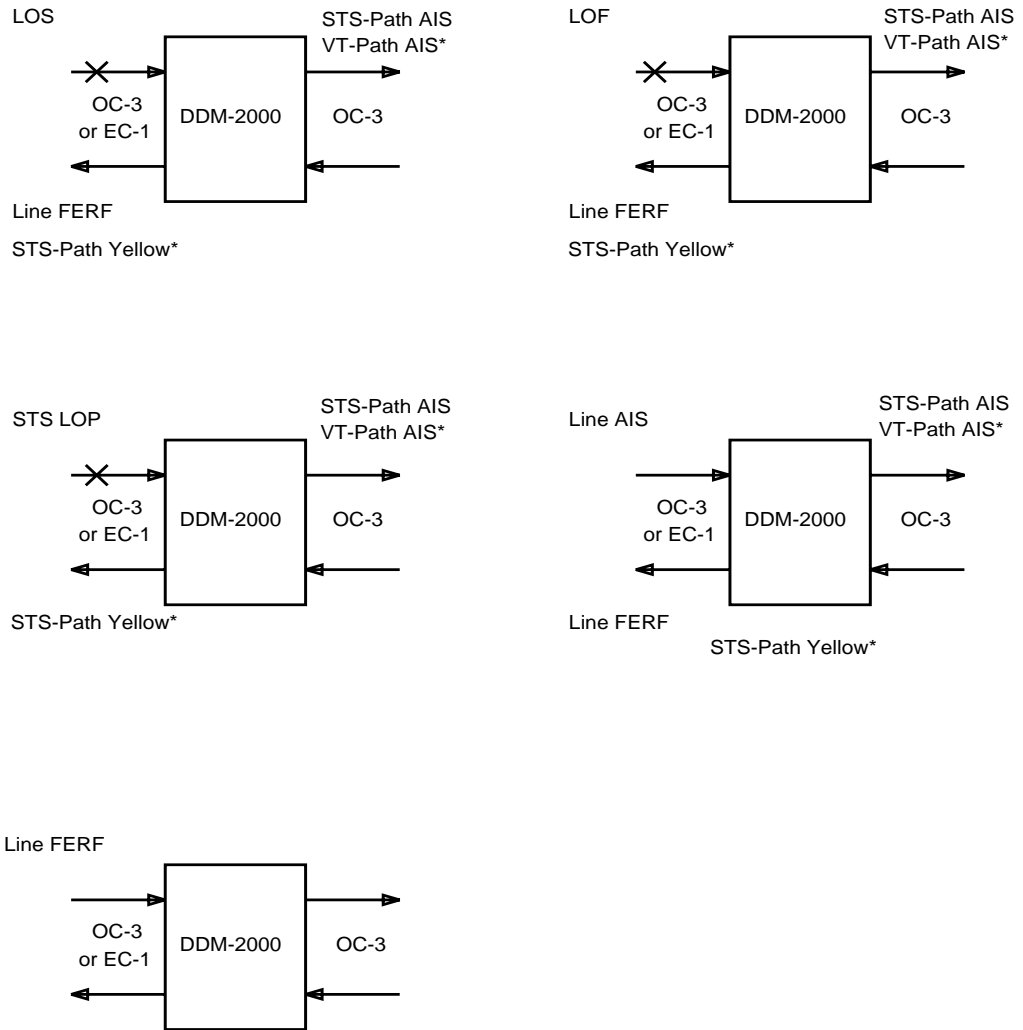 LOS
STS-Path AIS
VT-Path AIS*
OC-3
or EC-1
DDM-2000
OC-3
Line FERF
STS-Path Yellow*
LOF
STS-Path AIS
VT-Path AIS*
OC-3
or EC-1
DDM-2000
OC-3
Line FERF
STS-Path Yellow*
STS LOP
STS-Path AIS
VT-Path AIS*
OC-3
or EC-1
DDM-2000
OC-3
STS-Path Yellow*
Line AIS
STS-Path AIS
VT-Path AIS*
OC-3
or EC-1
DDM-2000
OC-3
Line FERF
STS-Path Yellow*
Line FERF
OC-3
or EC-1
DDM-2000
OC-3